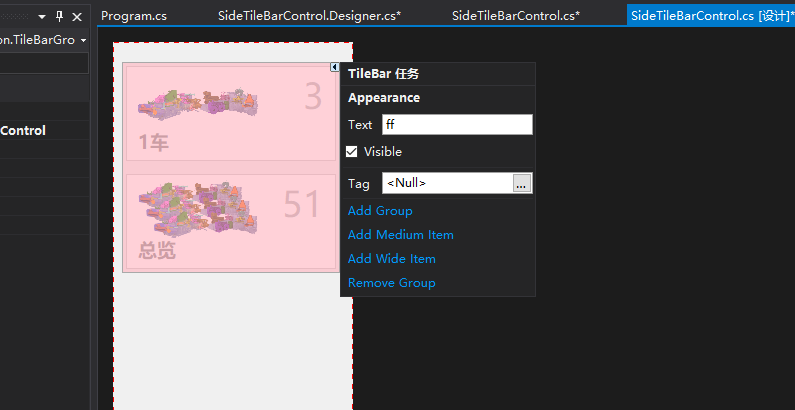 Program.cs
SideTileBarControl.Designer.cs*
SideTileBarControl.cs*
SideTileBarControl.cs [设计]*
on.TileBarGro
Control
3
1车
51
总览
TileBar 任务
Appearance
Text ff
Visible
Tag <Null> ...
Add Group
Add Medium Item
Add Wide Item
Remove Group